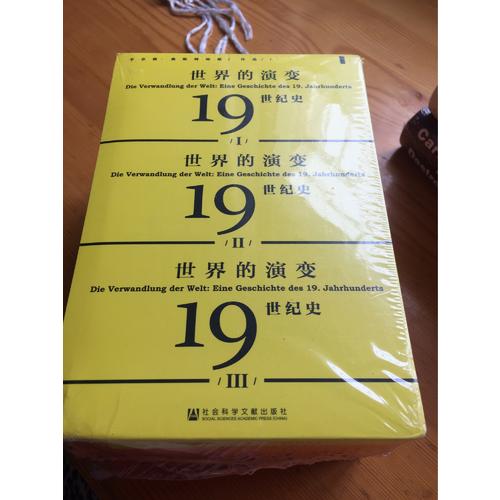 世界的演变
Die Verwandlung der Welt: Eine Geschichte des 19. Jahrhunderts
19 世纪史
/ I /
世界的演变
Die Verwandlung der Welt: Eine Geschichte des 19. Jahrhunderts
19 世纪史
/ II /
世界的演变
Die Verwandlung der Welt: Eine Geschichte des 19. Jahrhunderts
19 世纪史
/ III /
社会科学文献出版社
SOCIAL SCIENCES ACADEMIC PRESS (CHINA)
Car